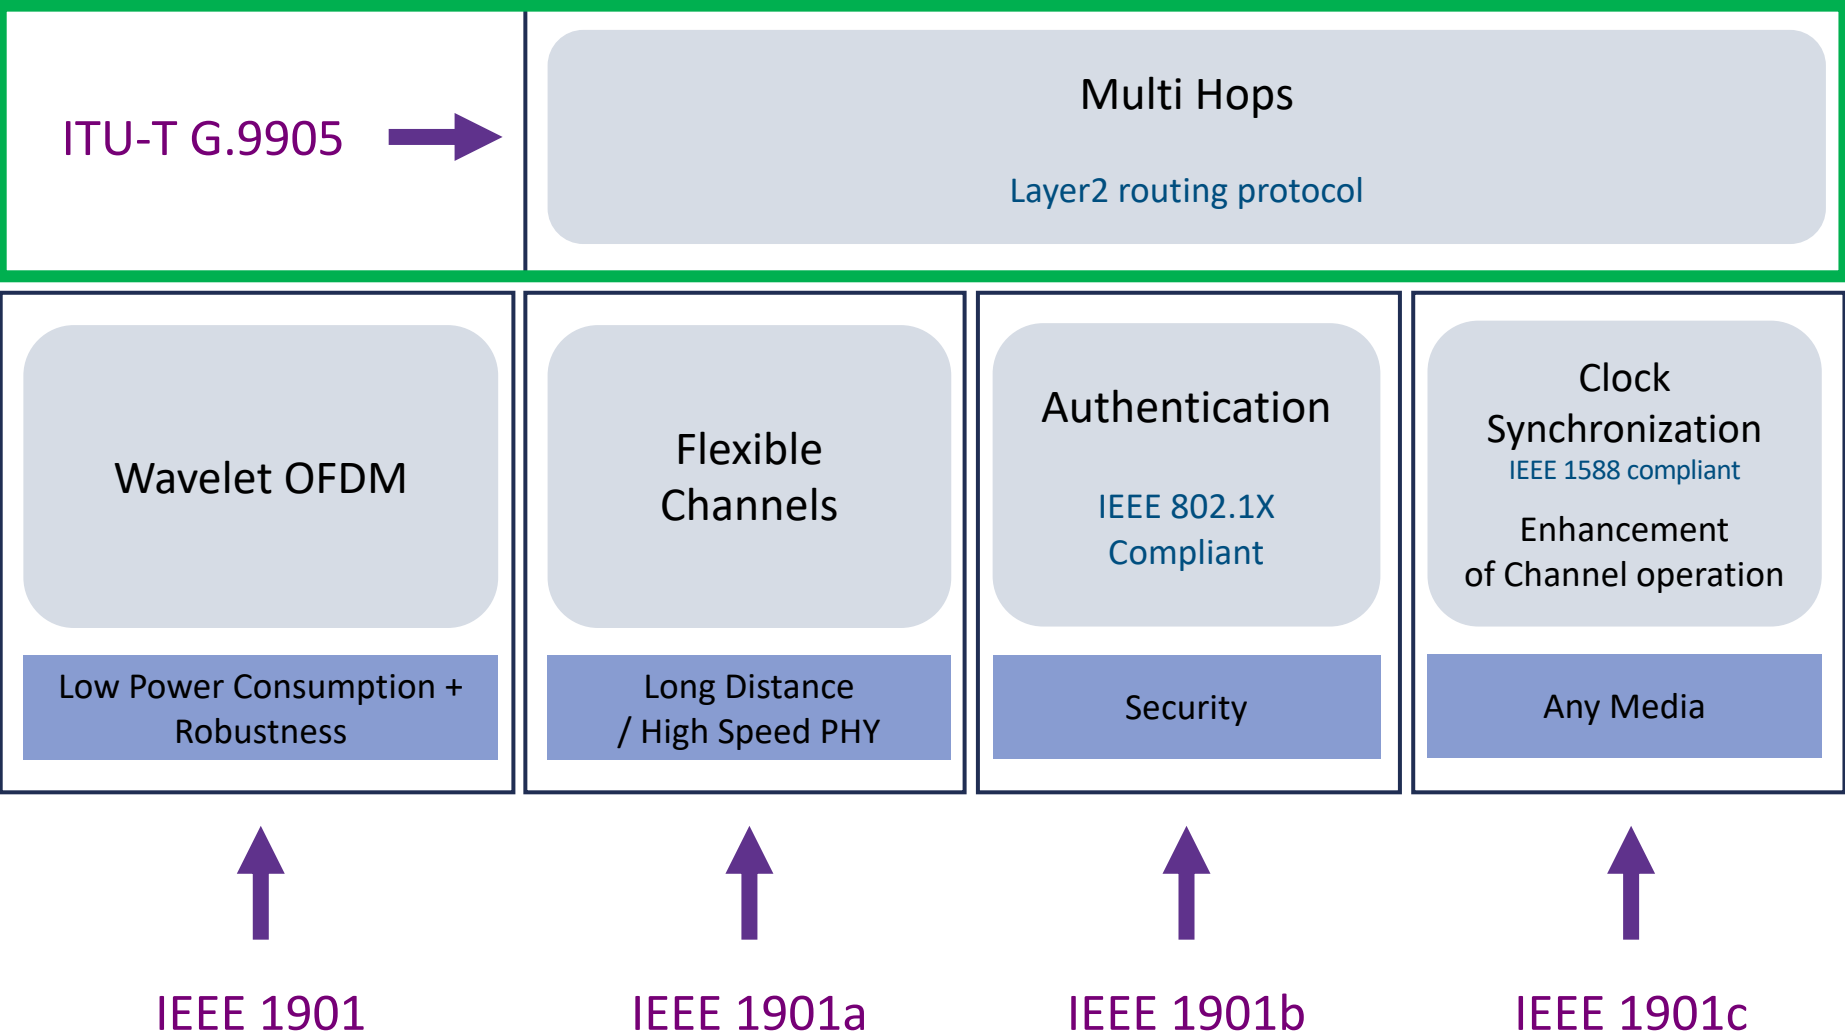 ITU-T G.9905
Multi Hops
Layer2 routing protocol
Wavelet OFDM
Low Power Consumption +
Robustness
Flexible
Channels
Long Distance
/ High Speed PHY
Authentication
IEEE 802.1X
Compliant
Security
Clock
Synchronization
IEEE 1588 compliant
Enhancement
of Channel operation
Any Media
IEEE 1901
IEEE 1901a
IEEE 1901b
IEEE 1901c